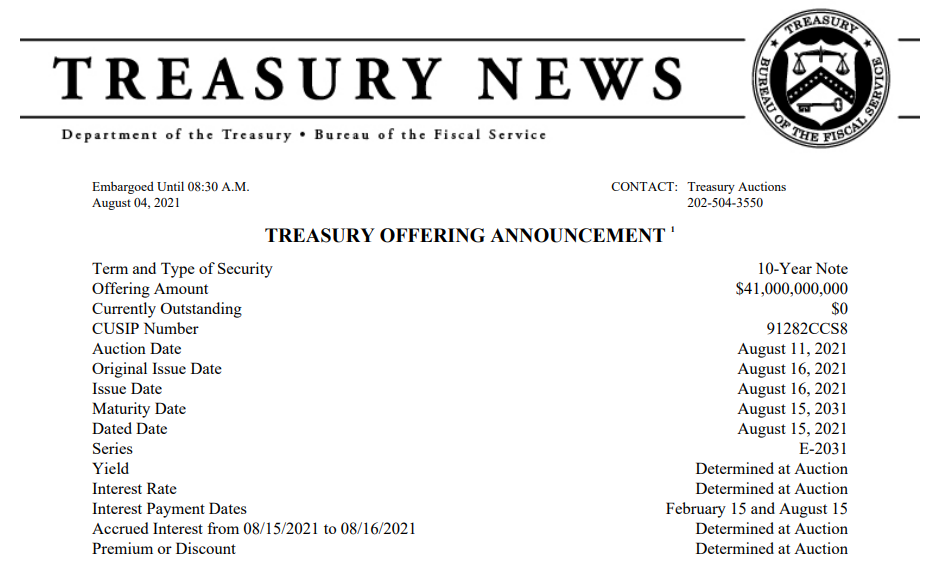 TREASURY NEWS
Department of the Treasury • Bureau of the Fiscal Service
TREASURY
BUREAU OF THE FISCAL SERVICE
Embargoed Until 08:30 A.M. CONTACT: Treasury Auctions
August 04, 2021 202-504-3550
TREASURY OFFERING ANNOUNCEMENT 1
Term and Type of Security 10-Year Note
Offering Amount $41,000,000,000
Currently Outstanding $0
CUSIP Number 91282CCS8
Auction Date August 11, 2021
Original Issue Date August 16, 2021
Issue Date August 16, 2021
Maturity Date August 15, 2031
Dated Date August 15, 2021
Series E-2031
Yield Determined at Auction
Interest Rate Determined at Auction
Interest Payment Dates February 15 and August 15
Accrued Interest from 08/15/2021 to 08/16/2021 Determined at Auction
Premium or Discount Determined at Auction